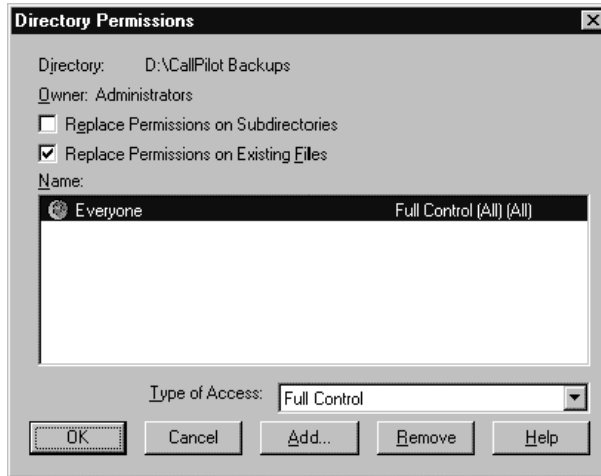 Directory Permissions
Directory: D:\CallPilot Backups
Owner: Administrators
Replace Permissions on Subdirectories
Replace Permissions on Existing Files
Name:
Everyone Full Control (All) (All)
Type of Access: Full Control
OK Cancel Add... Remove Help